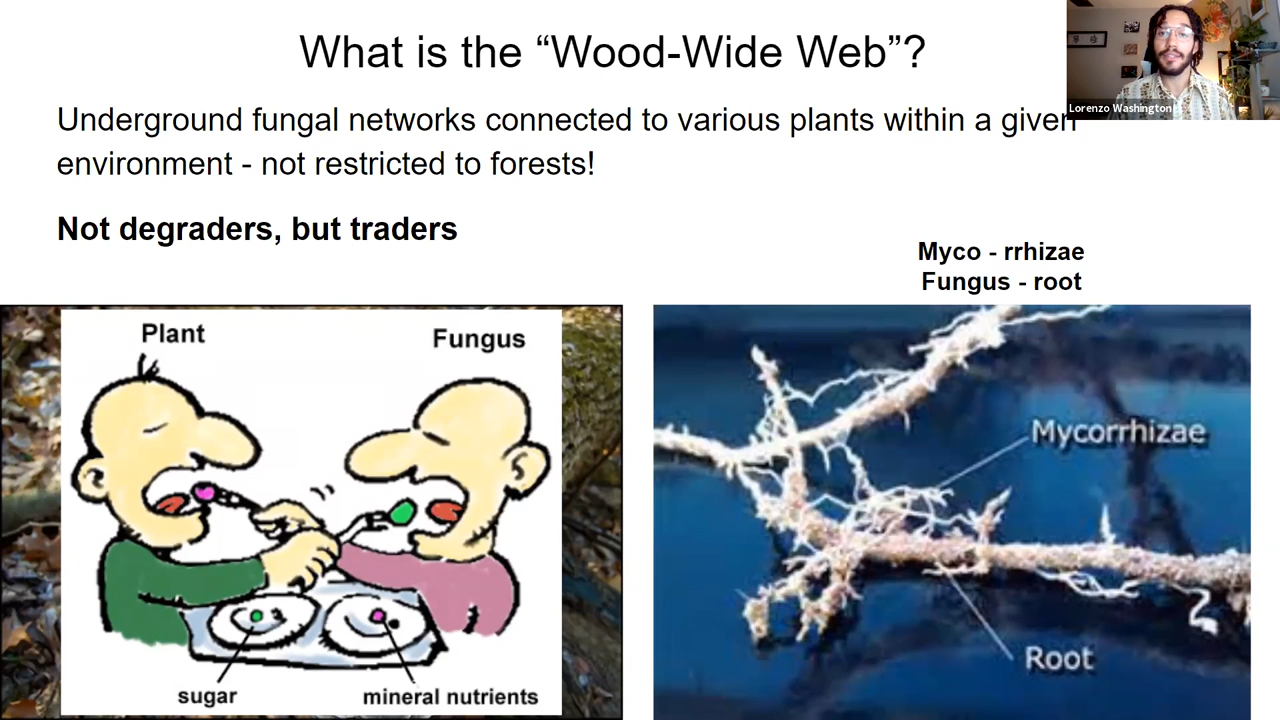 What is the “Wood-Wide Web”?
Lorenzo Washington
Underground fungal networks connected to various plants within a given
environment - not restricted to forests!
Not degraders, but traders
Myco - rrhizae
Fungus - root
Plant
Fungus
sugar
mineral nutrients
Mycorrhizae
Root